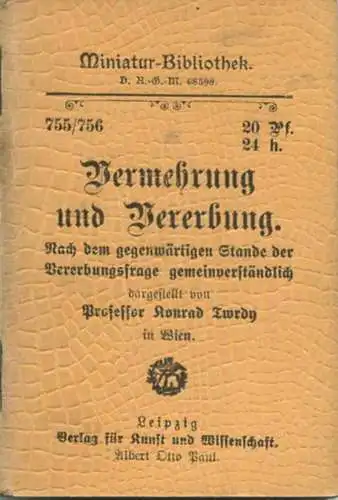 Miniatur-Bibliothek.
D. R.-G.-M. 68598.
755/756
20 Pf.
24 h.
Vermehrung
und Vererbung.
Nach dem gegenwärtigen Stande der
Vererbungsfrage gemeinverständlich
dargestellt von
Professor Konrad Twrdy
in Wien.
Leipzig
Verlag für Kunst und Wissenschaft.
Albert Otto Paul.